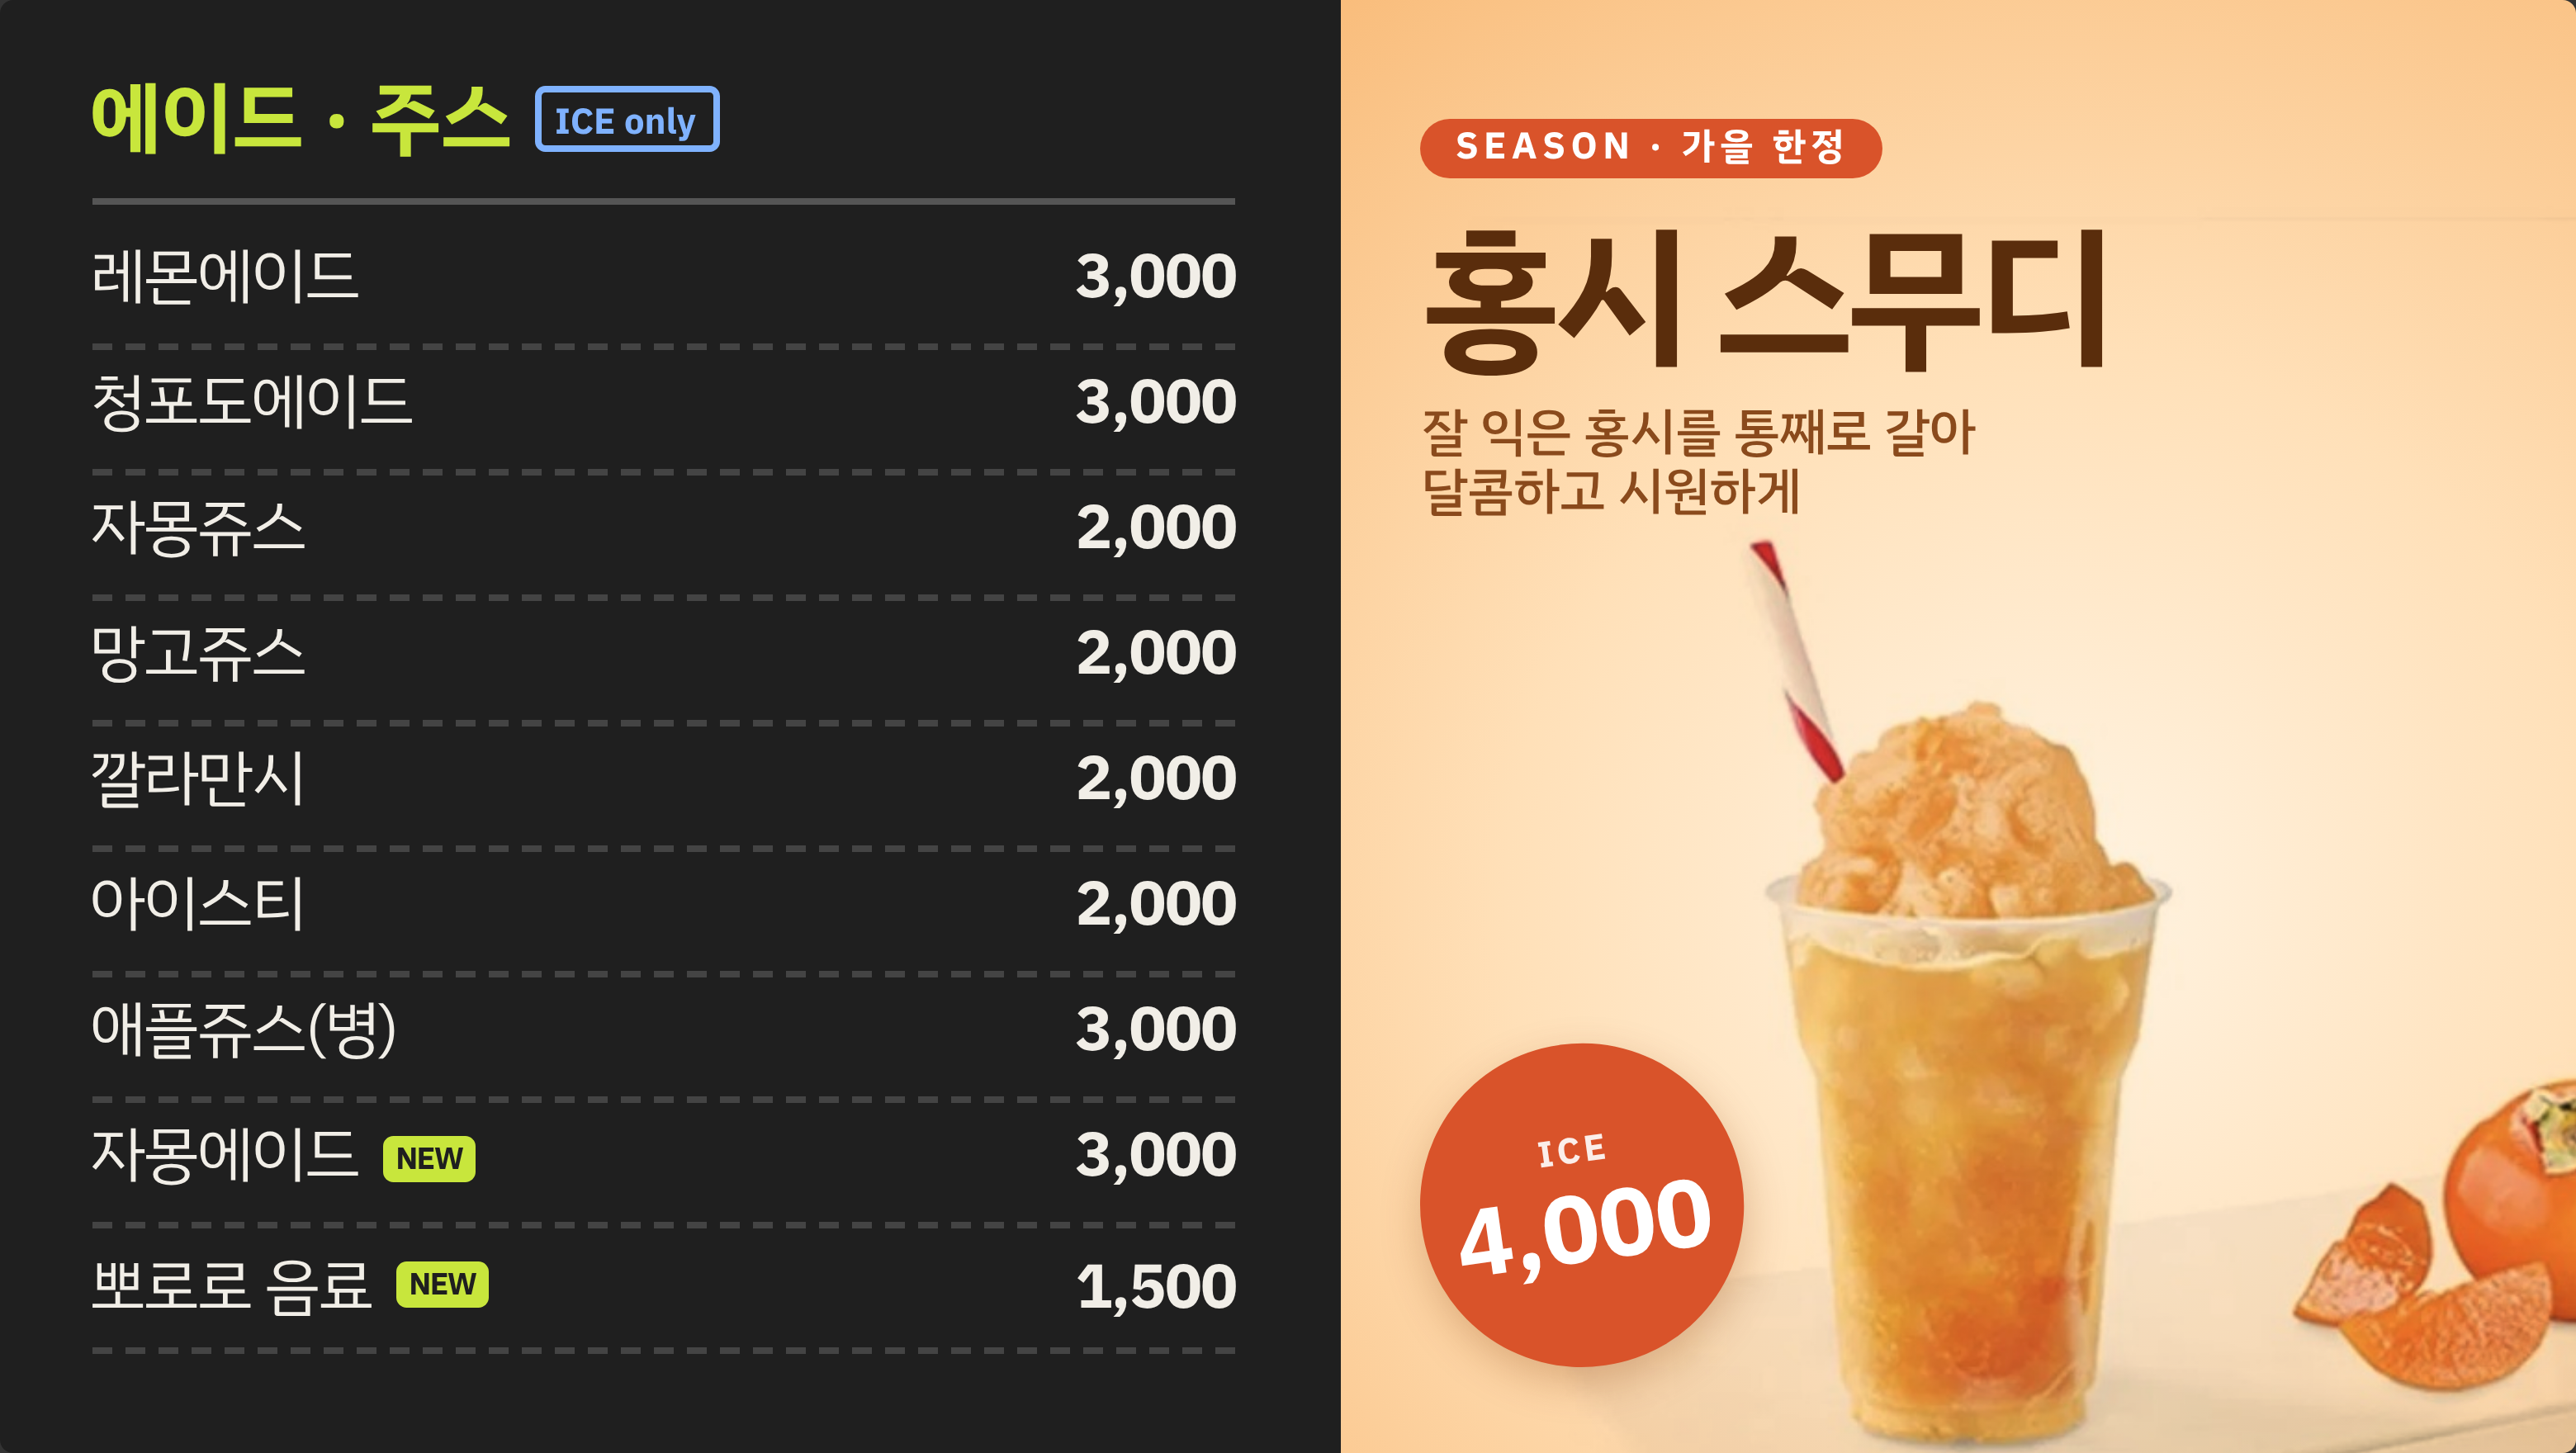 에이드 · 주스 ICE only
레몬에이드 3,000
청포도에이드 3,000
자몽쥬스 2,000
망고쥬스 2,000
깔라만시 2,000
아이스티 2,000
애플쥬스(병) 3,000
자몽에이드 NEW 3,000
뽀로로 음료 NEW 1,500
SEASON · 가을 한정
홍시 스무디
잘 익은 홍시를 통째로 갈아
달콤하고 시원하게
ICE
4,000